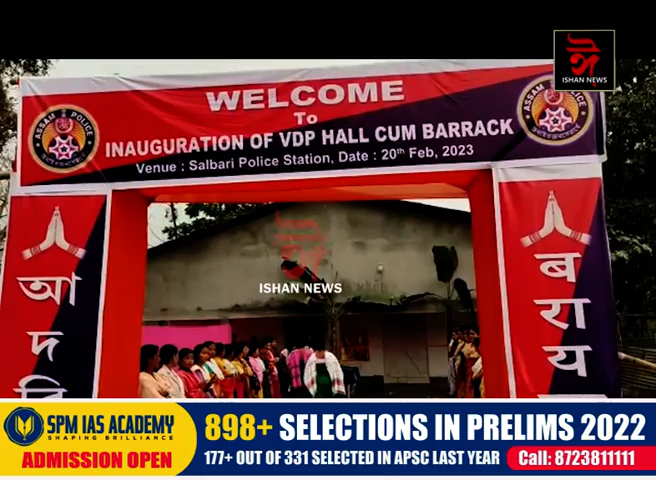 ISHAN NEWS
WELCOME
To
INAUGURATION OF VDP HALL CUM BARRACK
Venue : Salbari Police Station, Date : 20th Feb, 2023
ASSAM POLICE
आ
द
ब
रा
य
ISHAN NEWS
SPM IAS ACADEMY
SHAPING BRILLIANCE
ADMISSION OPEN
898+ SELECTIONS IN PRELIMS 2022
177+ OUT OF 331 SELECTED IN APSC LAST YEAR
Call: 8723811111